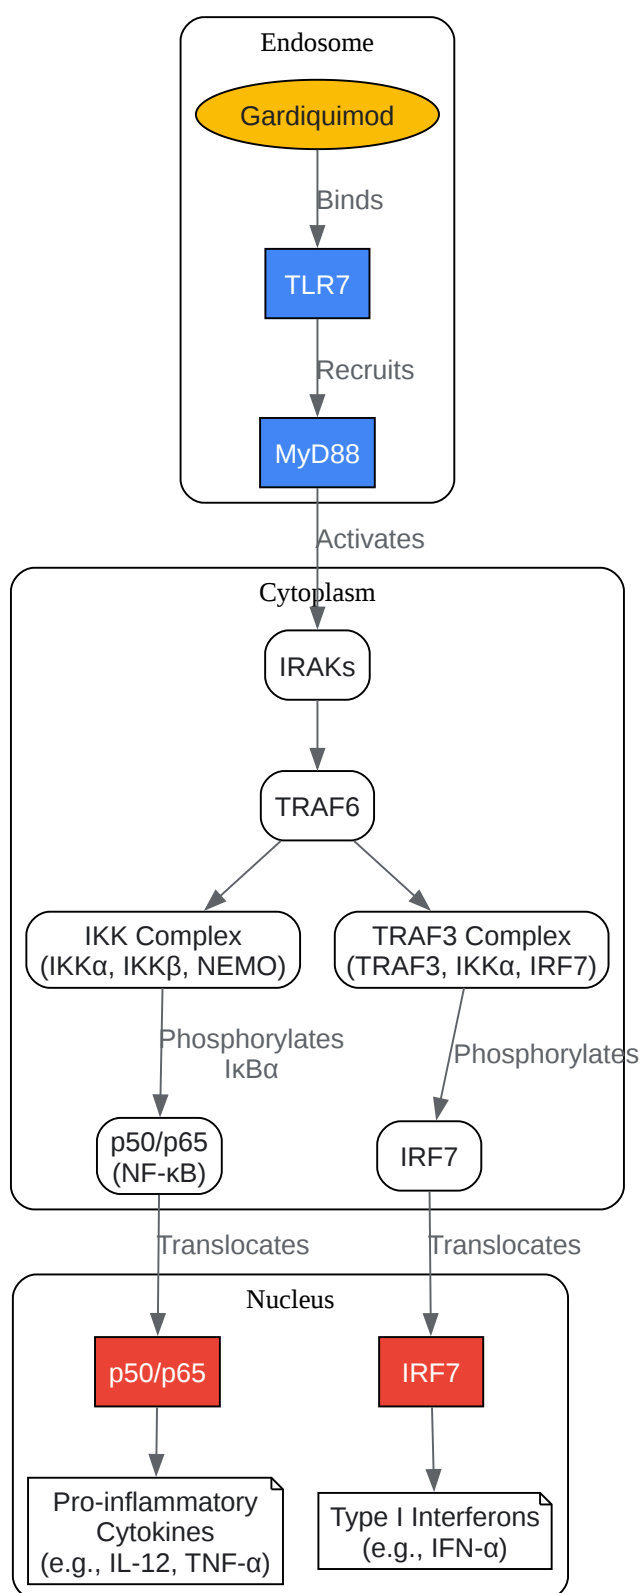 Endosome
Gardiquimod
Binds
TLR7
Recruits
MyD88
Activates
Cytoplasm
IRAKs
TRAF6
IKK Complex
(IKKα, IKKβ, NEMO)
TRAF3 Complex
(TRAF3, IKKα, IRF7)
Phosphorylates
IκBα
Phosphorylates
p50/p65
(NF-κB)
IRF7
Translocates
Translocates
Nucleus
p50/p65
IRF7
Pro-inflammatory
Cytokines
(e.g., IL-12, TNF-α)
Type I Interferons
(e.g., IFN-α)